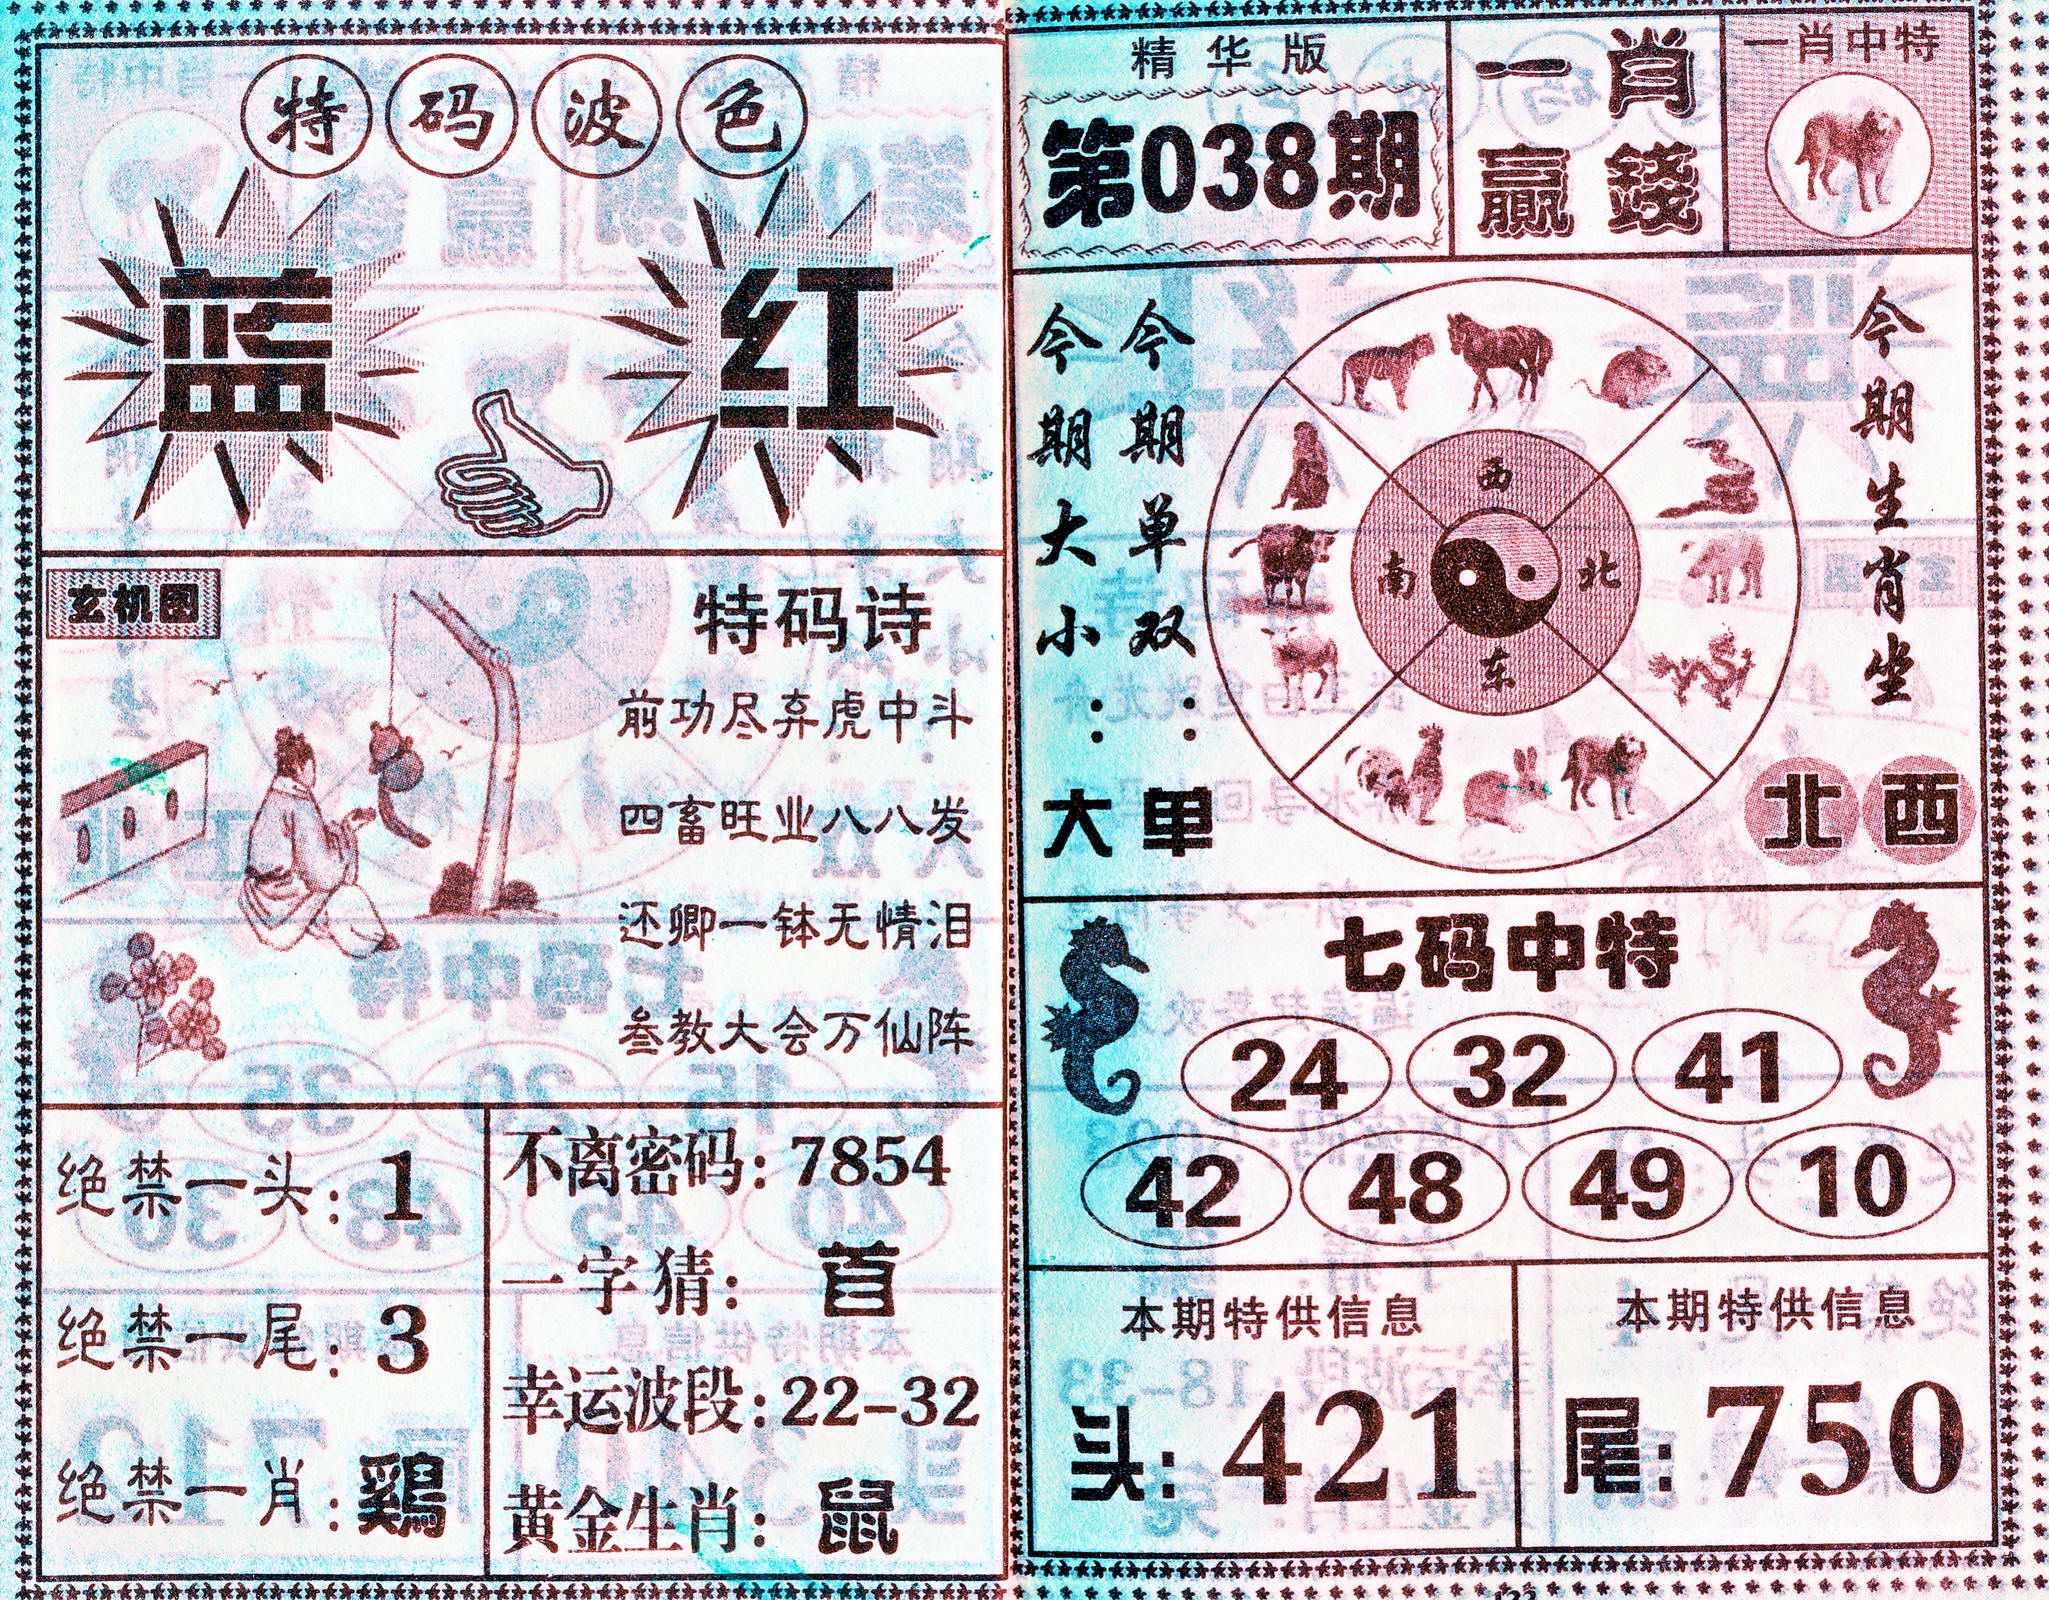 特码波色
蓝 红
玄机图
特码诗
前功尽弃虎中斗
四畜旺业八八发
还卿一钵无情泪
叁教大会万仙阵
绝禁一头：1
绝禁一尾：3
绝禁一肖：鷄
不离密码：7854
一字猜：首
幸运波段：22-32
黄金生肖：鼠
精华版
第038期
一肖
赢錢
一肖中特
今期大小：大
今期单双：单
西
南 北
东
今期生肖坐
北西
七码中特
24 32 41
42 48 49 10
本期特供信息
头：421
本期特供信息
尾：750